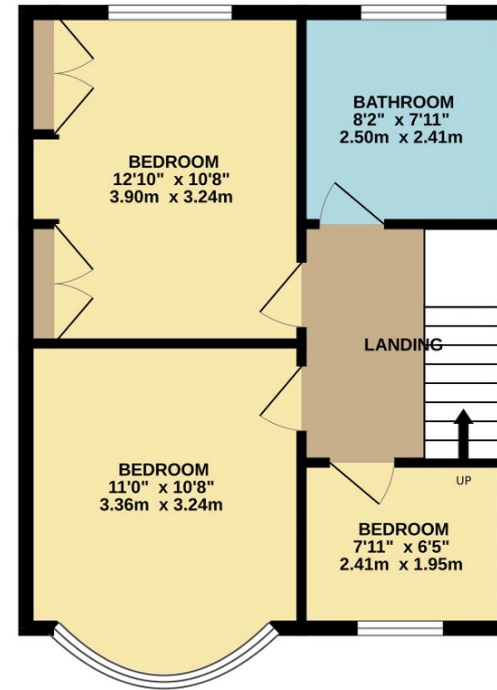 BATHROOM
8'2" x 7'11"
2.50m x 2.41m
BEDROOM
12'10" x 10'8"
3.90m x 3.24m
LANDING
BEDROOM
11'0" x 10'8"
3.36m x 3.24m
UP
BEDROOM
7'11" x 6'5"
2.41m x 1.95m